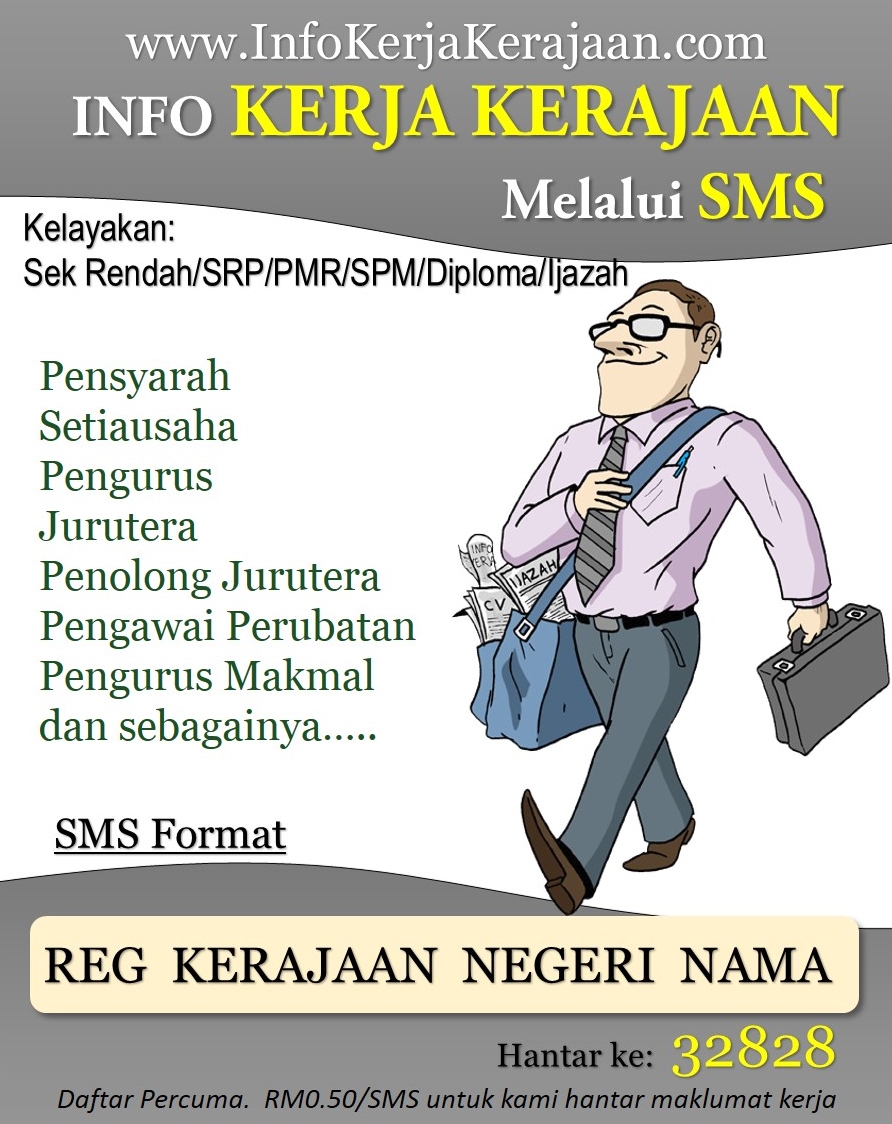 www.InfoKerjaKerajaan.com
INFO KERJA KERAJAAN
Melalui SMS
Kelayakan:
Sek Rendah/SRP/PMR/SPM/Diploma/Ijazah
Pensyarah
Setiausaha
Pengurus
Jurutera
Penolong Jurutera
Pengawai Perubatan
Pengurus Makmal
dan sebagainya.....
INFO
KERJA
IJAZAH
CV
SMS Format
REG KERAJAAN NEGERI NAMA
Hantar ke: 32828
Daftar Percuma. RM0.50/SMS untuk kami hantar maklumat kerja